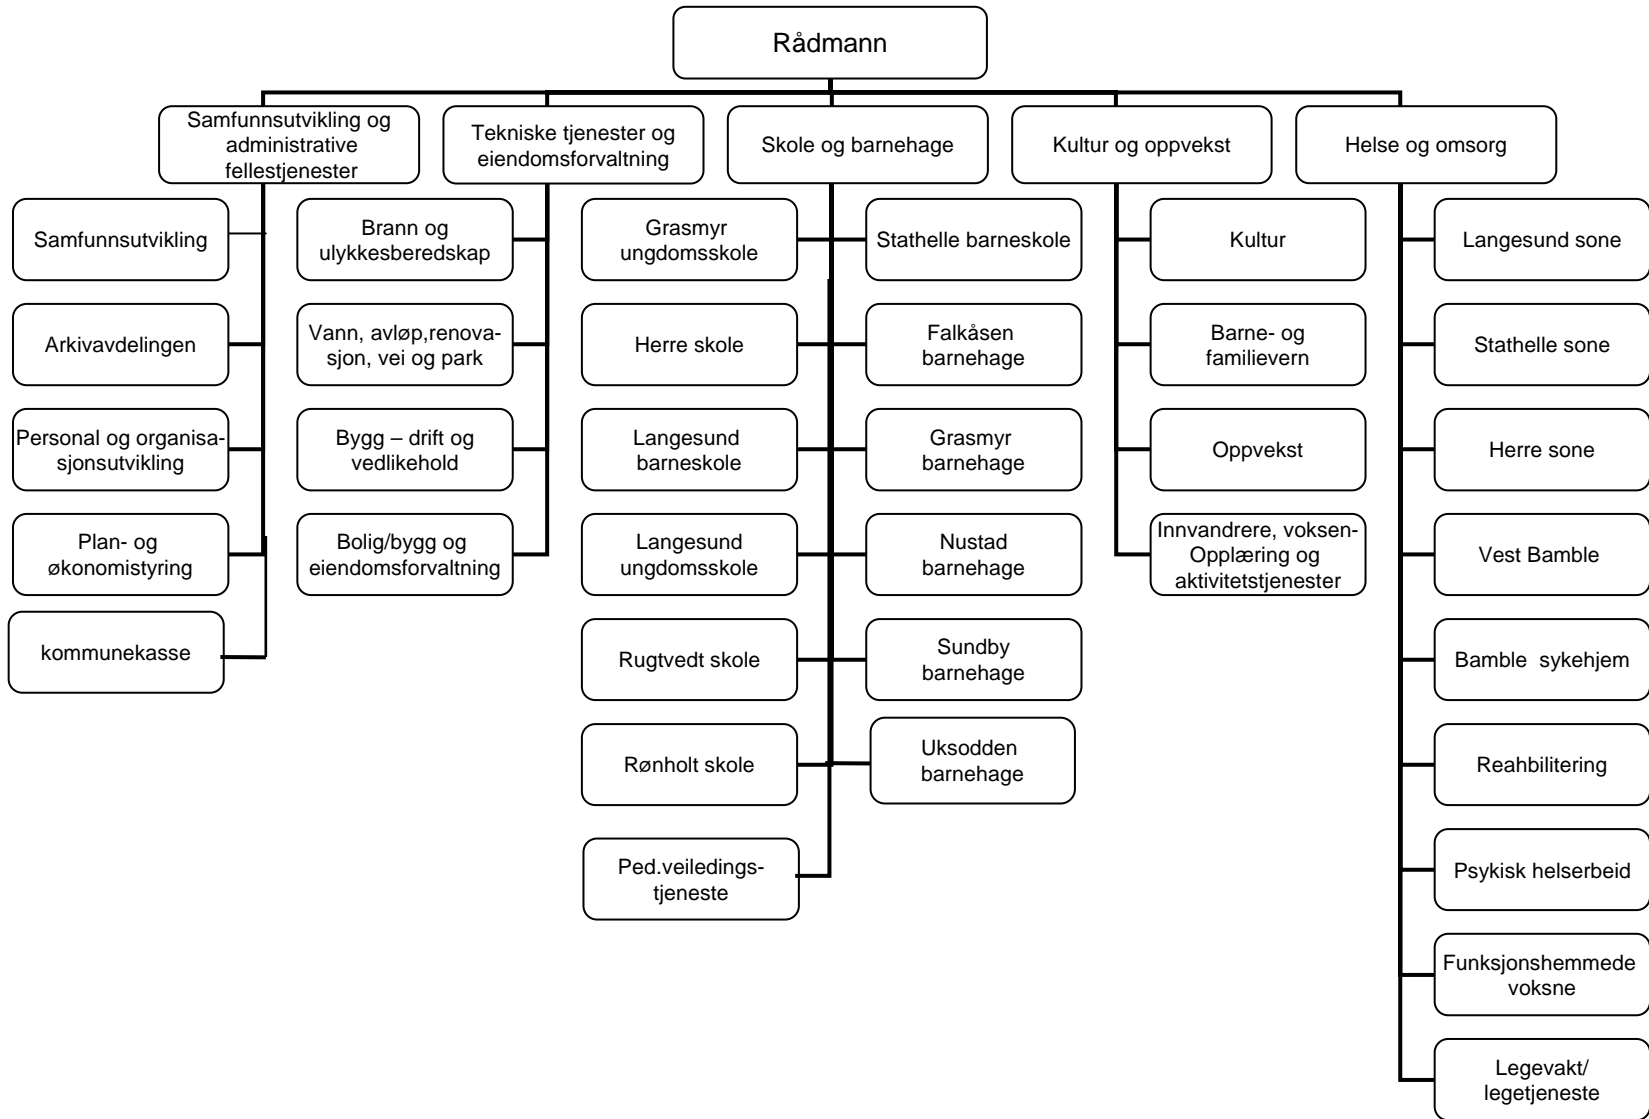 Rådmann
Samfunnsutvikling og
administrative
fellestjenester
Tekniske tjenester og
eiendomsforvaltning
Skole og barnehage
Kultur og oppvekst
Helse og omsorg
Samfunnsutvikling
Arkivavdelingen
Personal og organisa-
sjonsutvikling
Plan- og
økonomistyring
kommunekasse
Brann og
ulykkesberedskap
Vann, avløp,renova-
sjon, vei og park
Bygg – drift og
vedlikehold
Bolig/bygg og
eiendomsforvaltning
Grasmyr
ungdomsskole
Herre skole
Langesund
barneskole
Langesund
ungdomsskole
Rugtvedt skole
Rønholt skole
Ped.veiledings-
tjeneste
Stathelle barneskole
Falkåsen
barnehage
Grasmyr
barnehage
Nustad
barnehage
Sundby
barnehage
Uksodden
barnehage
Kultur
Barne- og
familievern
Oppvekst
Innvandrere, voksen-
Opplæring og
aktivitetstjenester
Langesund sone
Stathelle sone
Herre sone
Vest Bamble
Bamble  sykehjem
Reahbilitering
Psykisk helserbeid
Funksjonshemmede
voksne
Legevakt/
legetjeneste